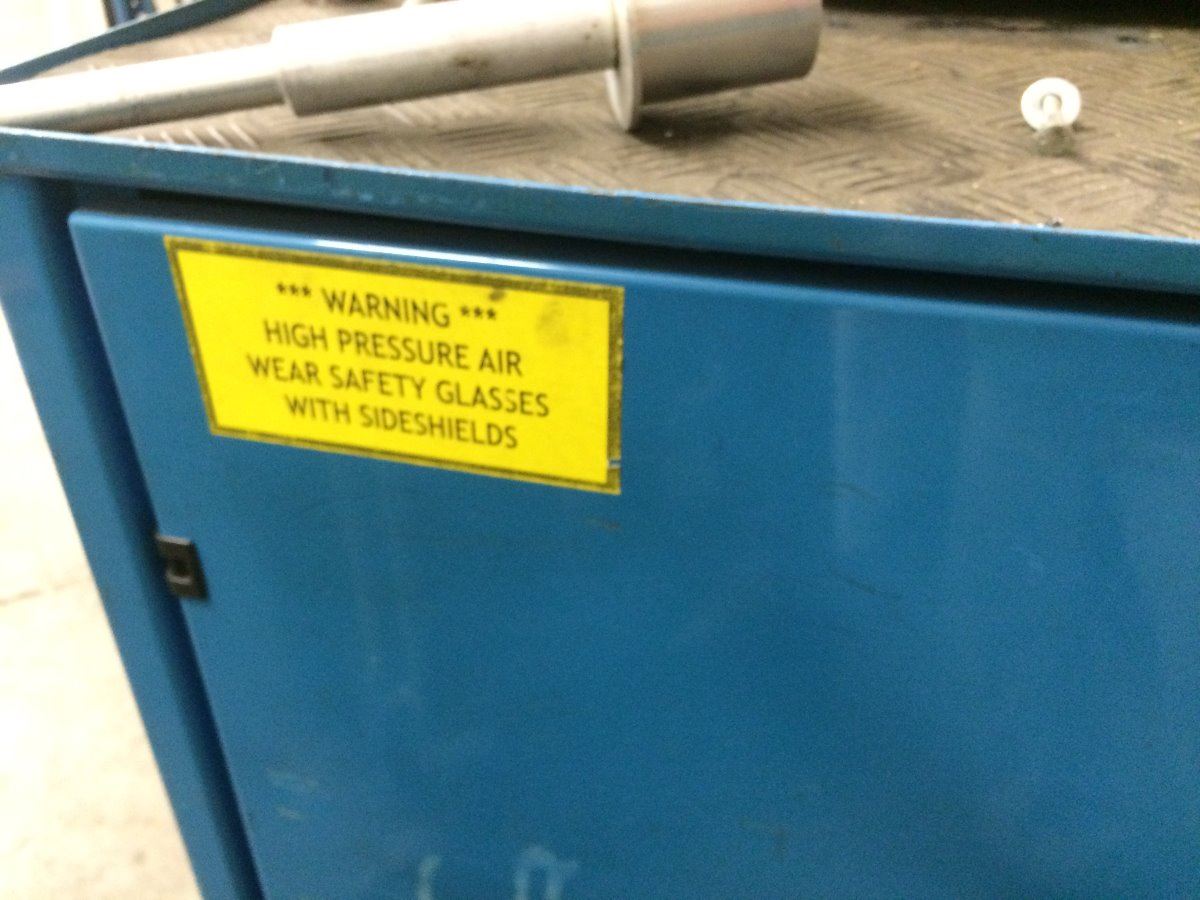 *** WARNING ***
HIGH PRESSURE AIR
WEAR SAFETY GLASSES
WITH SIDESHIELDS